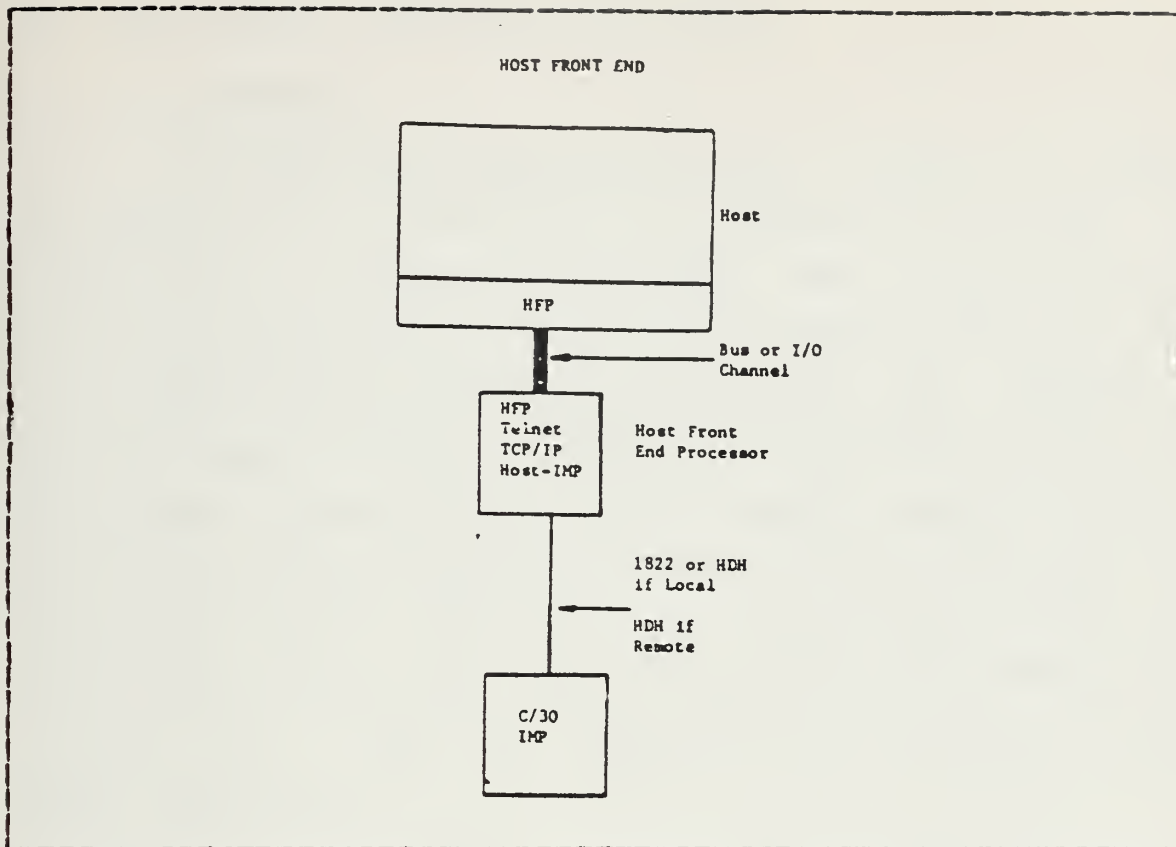 HOST FRONT END
Host
HFP
Bus or I/O
Channel
HFP
Telnet
TCP/IP
Host-IMP
Host Front
End Processor
1822 or HDH
if Local
HDH if
Remote
C/30
IMP